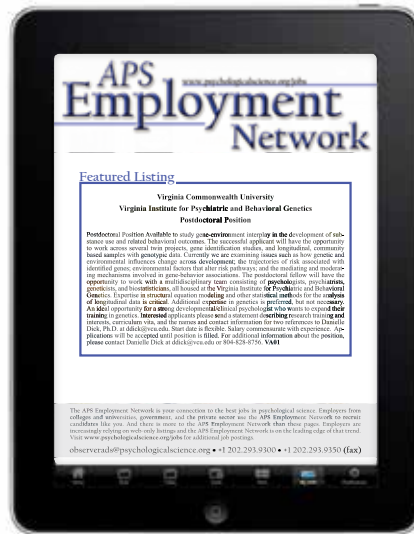 APS
www.psychologicalscience.org/jobs
Employment
Network
Featured Listing
Virginia Commonwealth University
Virginia Institute for Psychiatric and Behavioral Genetics
Postdoctoral Position
Postdoctoral Position Available to study gene-environment interplay in the development of sub-
stance use and related behavioral outcomes. The successful applicant will have the opportunity
to work across several twin projects, gene identification studies, and longitudinal, community
based samples with genotypic data. Currently we are examining issues such as how genetic and
environmental influences change across development; the trajectories of risk associated with
identified genes; environmental factors that alter risk pathways; and the mediating and moderat-
ing mechanisms involved in gene-behavior associations. The postdoctoral fellow will have the
opportunity to work with a multidisciplinary team consisting of psychologists, psychiatrists,
geneticists, and biostatisticians, all housed at the Virginia Institute for Psychiatric and Behavioral
Genetics. Expertise in structural equation modeling and other statistical methods for the analysis
of longitudinal data is critical. Additional expertise in genetics is preferred, but not necessary.
An ideal opportunity for a strong developmental/clinical psychologist who wants to expand their
training in genetics. Interested applicants please send a statement describing research training and
interests, curriculum vita, and the names and contact information for two references to Danielle
Dick, Ph.D. at ddick@vcu.edu. Start date is flexible. Salary commensurate with experience. Ap-
plications will be accepted until position is filled. For additional information about the position,
please contact Danielle Dick at ddick@vcu.edu or 804-828-8756. VA01
The APS Employment Network is your connection to the best jobs in psychological science. Employers from
colleges and universities, government, and the private sector use the APS Employment Network to recruit
candidates like you. And there is more to the APS Employment Network than these pages. Employers are
increasingly relying on web-only listings and the APS Employment Network is on the leading edge of that trend.
Visit www.psychologicalscience.org/jobs for additional job postings.
observerads@psychologicalscience.org • +1 202.293.9300 • +1 202.293.9350 (fax)